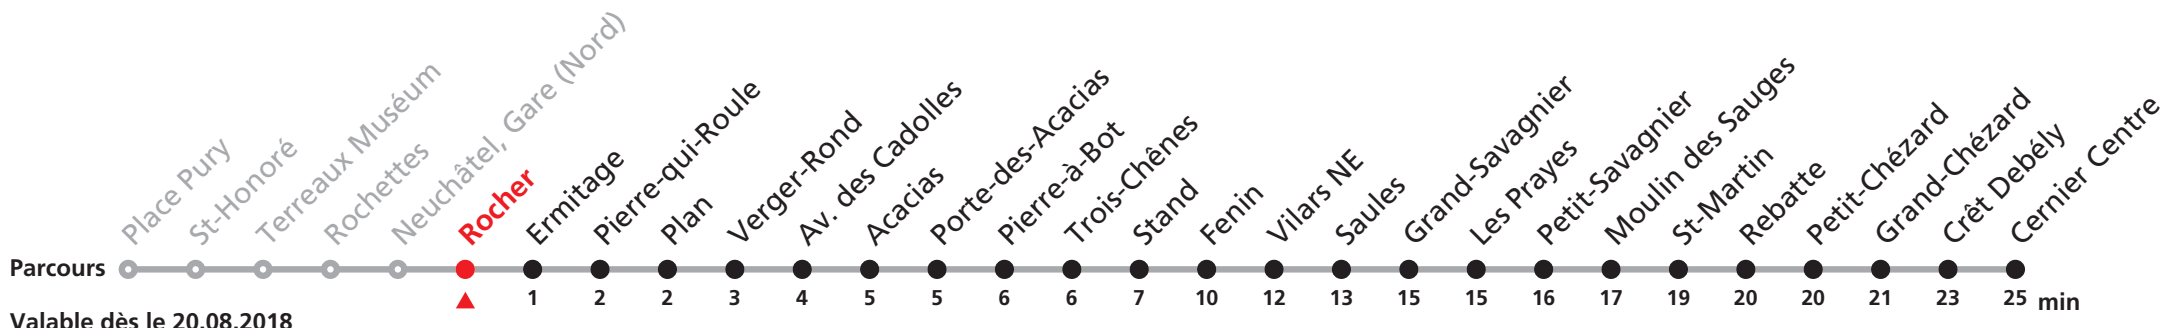 Place Pury
St-Honoré
Terreaux Muséum
Rochettes
Neuchâtel, Gare (Nord)
Rocher
Ermitage
Pierre-qui-Roule
Plan
Verger-Rond
Av. des Cadolles
Acacias
Porte-des-Acacias
Pierre-à-Bot
Trois-Chênes
Stand
Fenin
Vilars NE
Saules
Grand-Savagnier
Les Prayes
Petit-Savagnier
Moulin des Sauges
St-Martin
Rebatte
Petit-Chézard
Grand-Chézard
Crêt Debély
Cernier Centre
Parcours
1 2 2 3 4 5 5 6 6 7 10 12 13 15 15 16 17 19 20 20 21 23 25 min
Valable dès le 20.08.2018